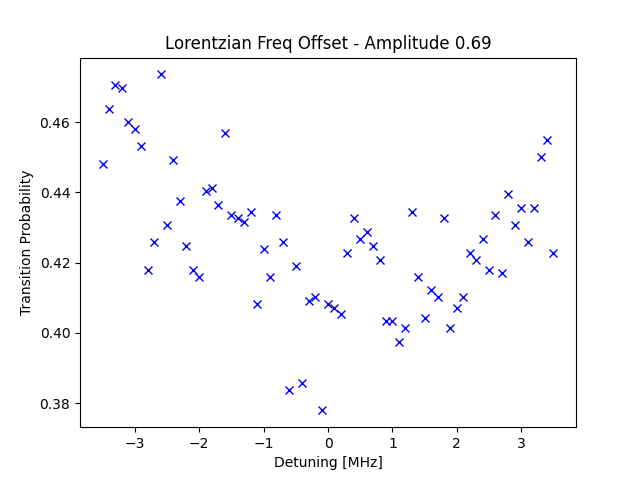 Lorentzian Freq Offset - Amplitude 0.69
Transition Probability
0.46
0.44
0.42
0.40
0.38
−3 −2 −1 0 1 2 3
Detuning [MHz]